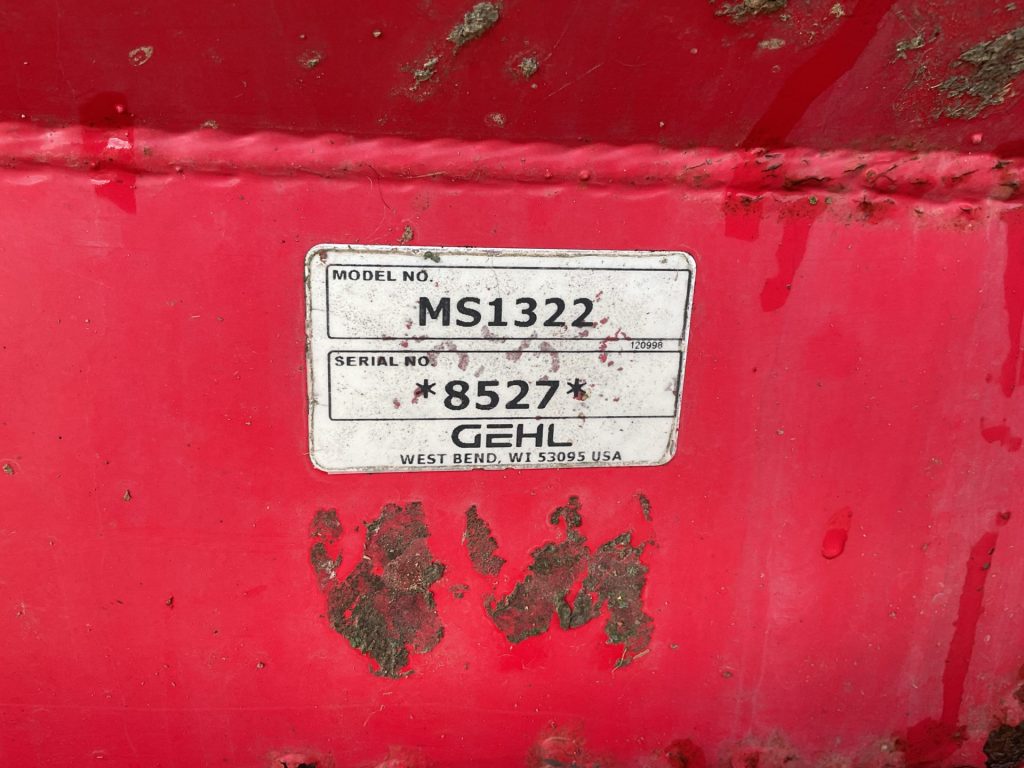 MODEL NO.
MS1322
120998
SERIAL NO.
*8527*
GEHL
WEST BEND, WI 53095 USA